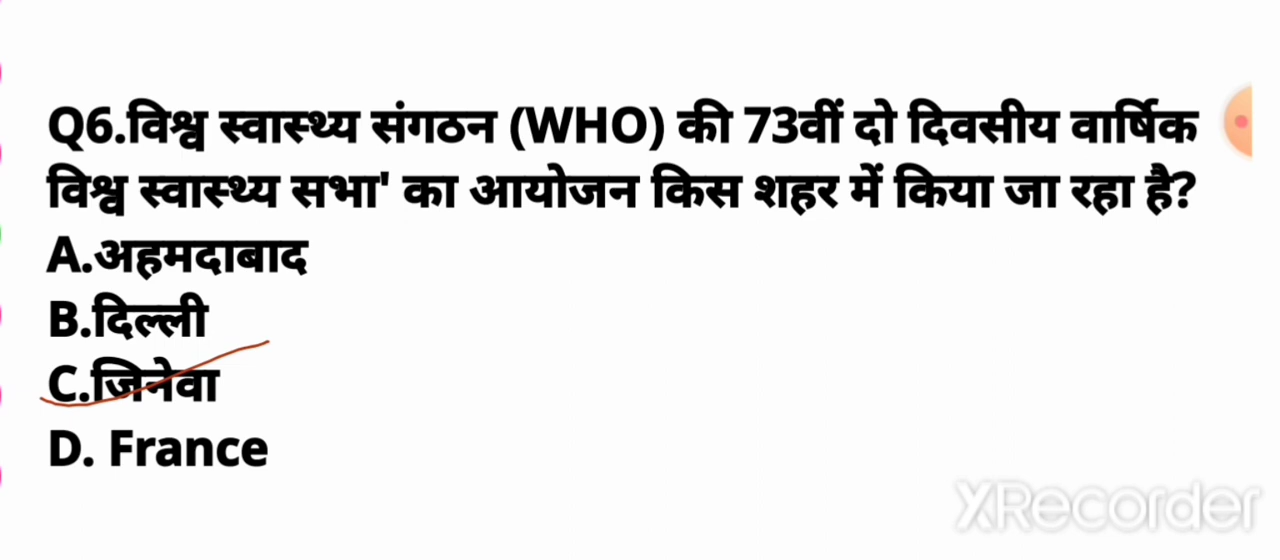 Q6.विश्व स्वास्थ्य संगठन (WHO) की 73वीं दो दिवसीय वार्षिक
विश्व स्वास्थ्य सभा' का आयोजन किस शहर में किया जा रहा है?
A.अहमदाबाद
B.दिल्ली
C.जिनेवा
D. France
XRecorder